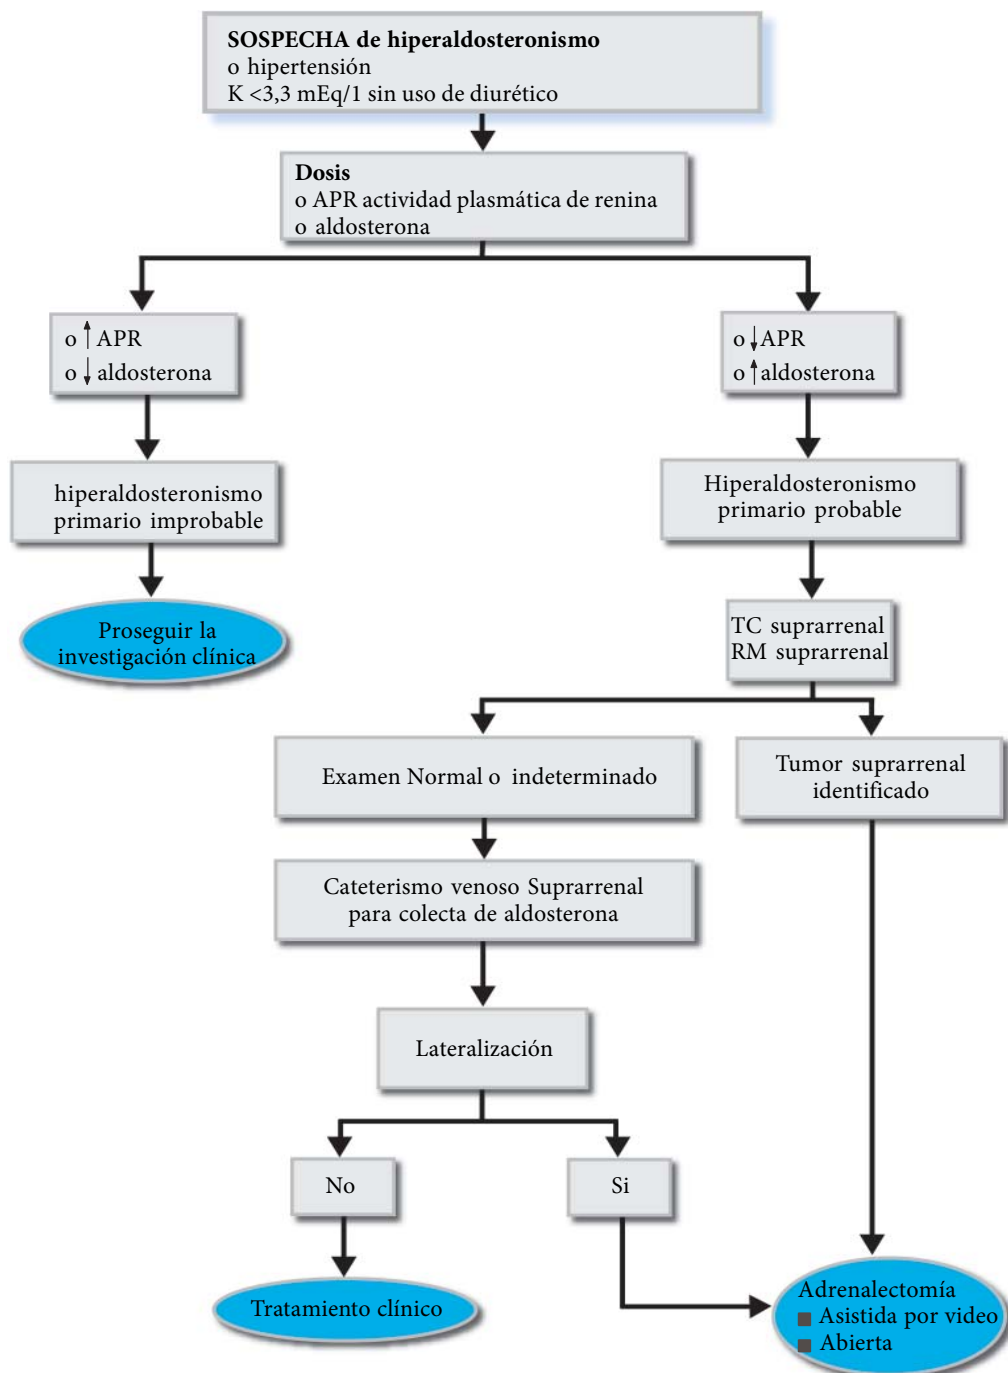 SOSPECHA de hiperaldosteronismo
o hipertensión
K <3,3 mEq/1 sin uso de diurético
Dosis
o APR actividad plasmática de renina
o aldosterona
o ↑ APR
o ↓ aldosterona
o ↓ APR
o ↑ aldosterona
hiperaldosteronismo
primario improbable
Hiperaldosteronismo
primario probable
Proseguir la
investigación clínica
TC suprarrenal
RM suprarrenal
Examen Normal o indeterminado
Tumor suprarrenal
identificado
Cateterismo venoso Suprarrenal
para colecta de aldosterona
Lateralización
No
Si
Tratamiento clínico
Adrenalectomía
■ Asistida por video
■ Abierta